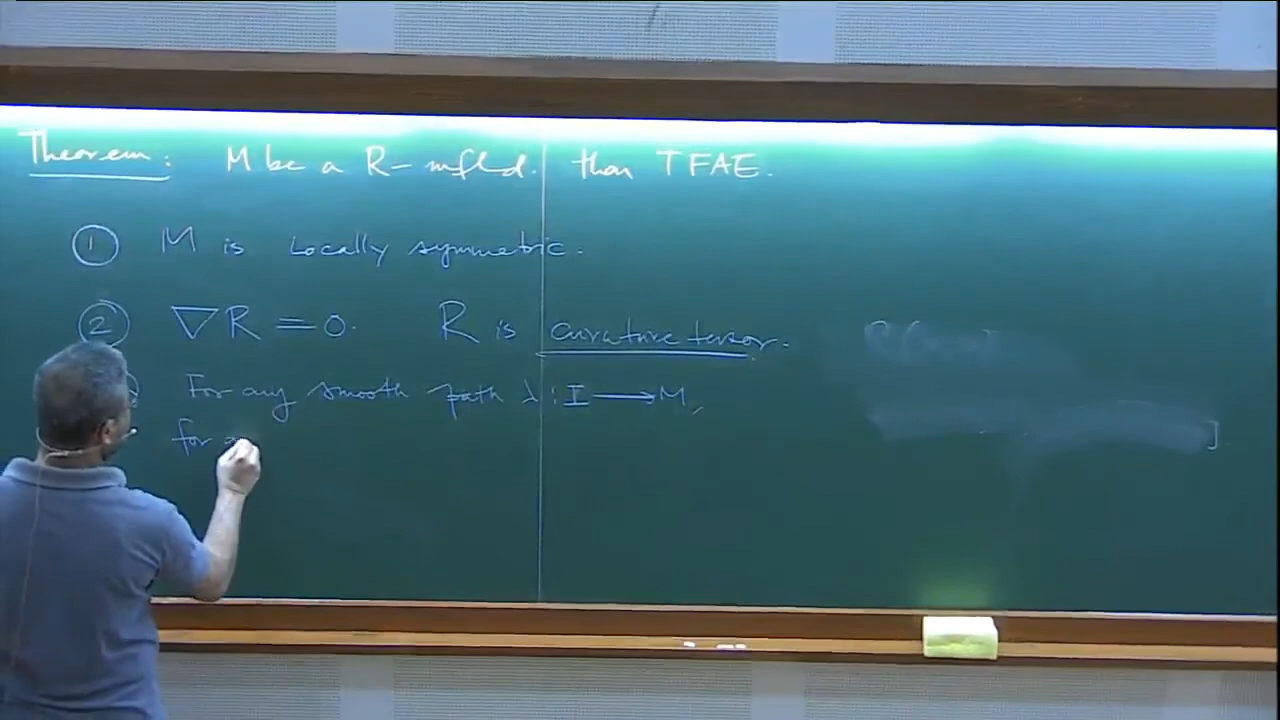 Theorem: M be a R-mfld. then TFAE.
① M is Locally symmetric.
② ∇R = 0. R is curvature tensor.
For any smooth path λ : I → M,
for